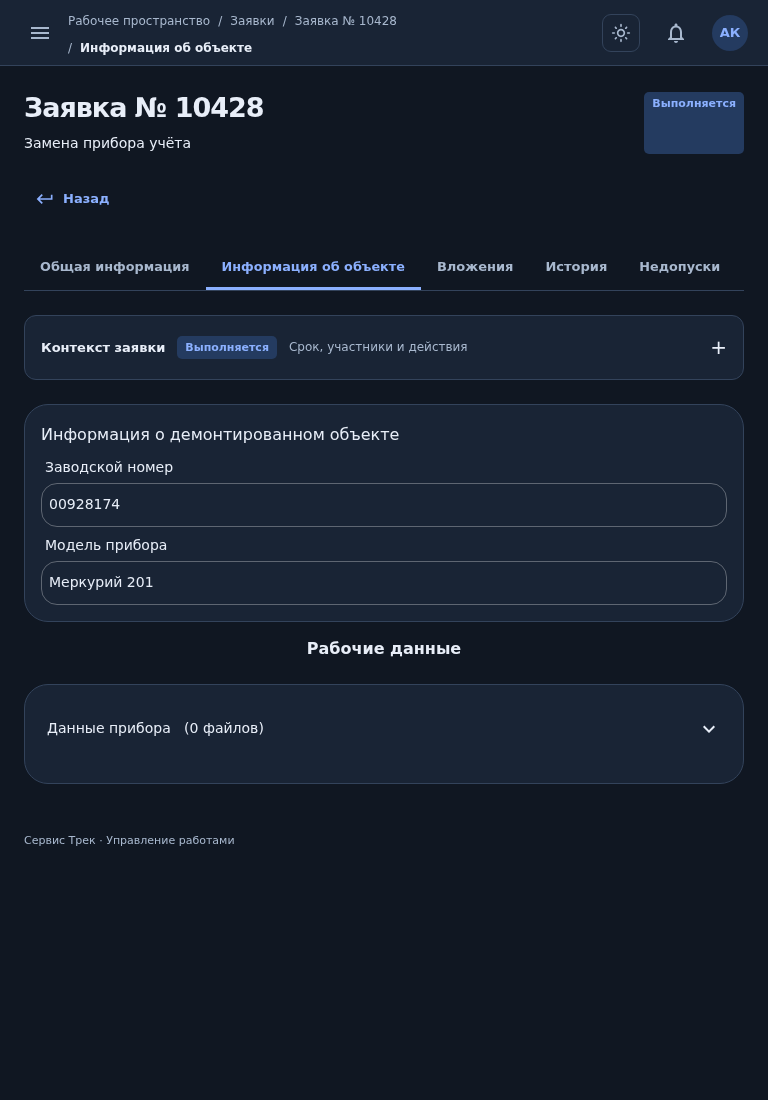 Рабочее пространство / Заявки / Заявка № 10428
/ Информация об объекте
АК
Заявка № 10428
Выполняется
Замена прибора учёта
Назад
Общая информация Информация об объекте Вложения История Недопуски
Контекст заявки Выполняется Срок, участники и действия +
Информация о демонтированном объекте
Заводской номер
00928174
Модель прибора
Меркурий 201
Рабочие данные
Данные прибора (0 файлов)
Сервис Трек · Управление работами